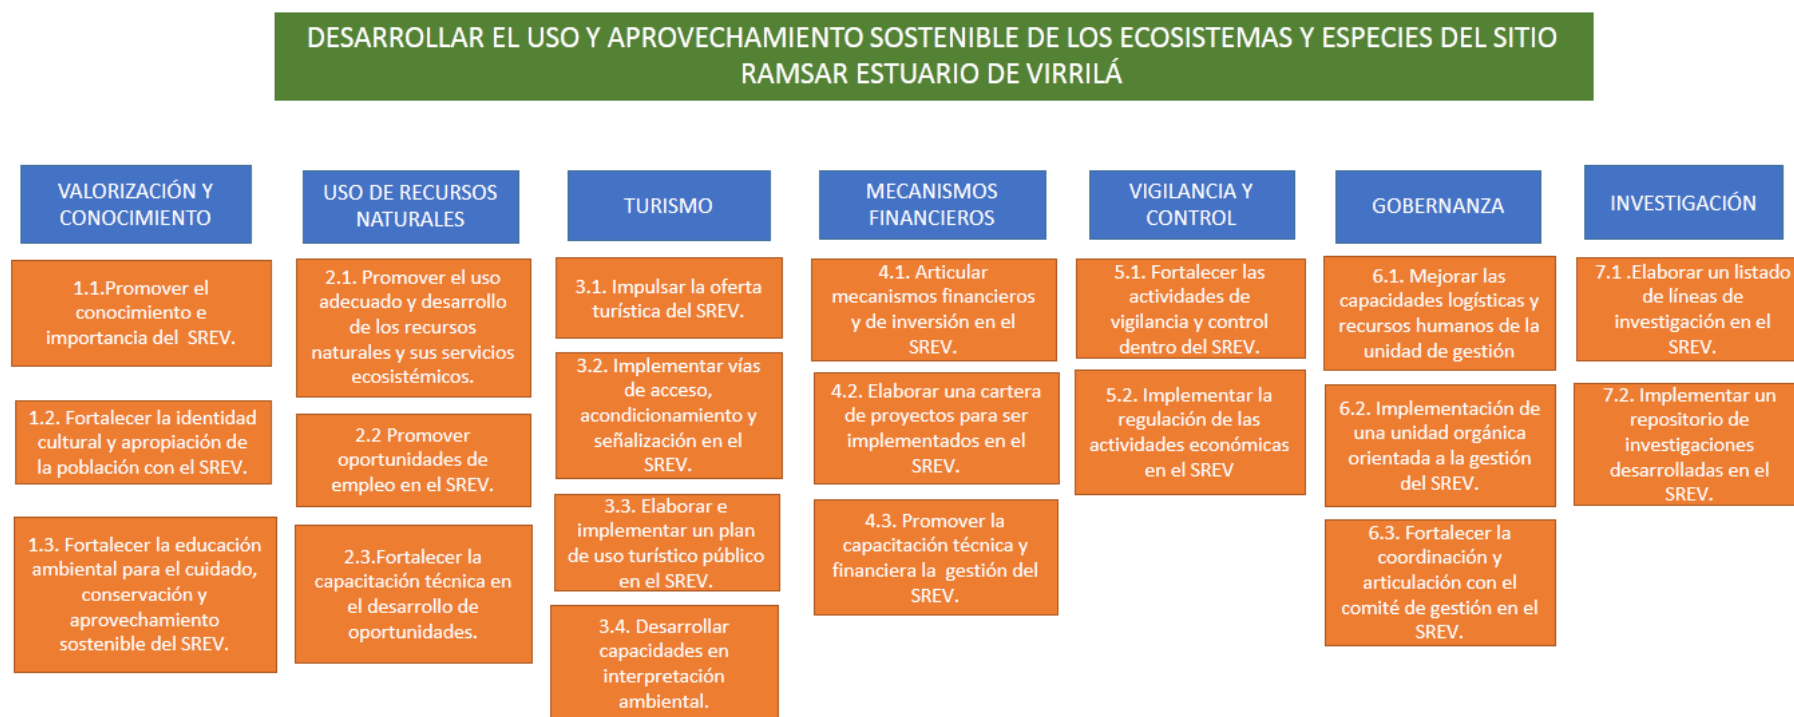 DESARROLLAR EL USO Y APROVECHAMIENTO SOSTENIBLE DE LOS ECOSISTEMAS Y ESPECIES DEL SITIO
RAMSAR ESTUARIO DE VIRRILÁ
VALORIZACIÓN Y
CONOCIMIENTO
1.1.Promover el
conocimiento e
importancia del  SREV.
1.2. Fortalecer la identidad
cultural y apropiación de
la población con el SREV.
1.3. Fortalecer la educación
ambiental para el cuidado,
conservación y
aprovechamiento
sostenible del SREV.
USO DE RECURSOS
NATURALES
2.1. Promover el uso
adecuado y desarrollo
de los recursos
naturales y sus servicios
ecosistémicos.
2.2 Promover
oportunidades de
empleo en el SREV.
2.3.Fortalecer la
capacitación técnica en
el desarrollo de
oportunidades.
TURISMO
3.1. Impulsar la oferta
turística del SREV.
3.2. Implementar vías
de acceso,
acondicionamiento y
señalización en el
SREV.
3.3. Elaborar e
implementar un plan
de uso turístico público
en el SREV.
3.4. Desarrollar
capacidades en
interpretación
ambiental.
MECANISMOS
FINANCIEROS
4.1. Articular
mecanismos financieros
y de inversión en el
SREV.
4.2. Elaborar una cartera
de proyectos para ser
implementados en el
SREV.
4.3. Promover la
capacitación técnica y
financiera la  gestión del
SREV.
VIGILANCIA Y
CONTROL
5.1. Fortalecer las
actividades de
vigilancia y control
dentro del SREV.
5.2. Implementar la
regulación de las
actividades económicas
en el SREV
GOBERNANZA
6.1. Mejorar las
capacidades logísticas y
recursos humanos de la
unidad de gestión
6.2. Implementación de
una unidad orgánica
orientada a la gestión
del SREV.
6.3. Fortalecer la
coordinación y
articulación con el
comité de gestión en el
SREV.
INVESTIGACIÓN
7.1 .Elaborar un listado
de líneas de
investigación en el
SREV.
7.2. Implementar un
repositorio de
investigaciones
desarrolladas en el
SREV.